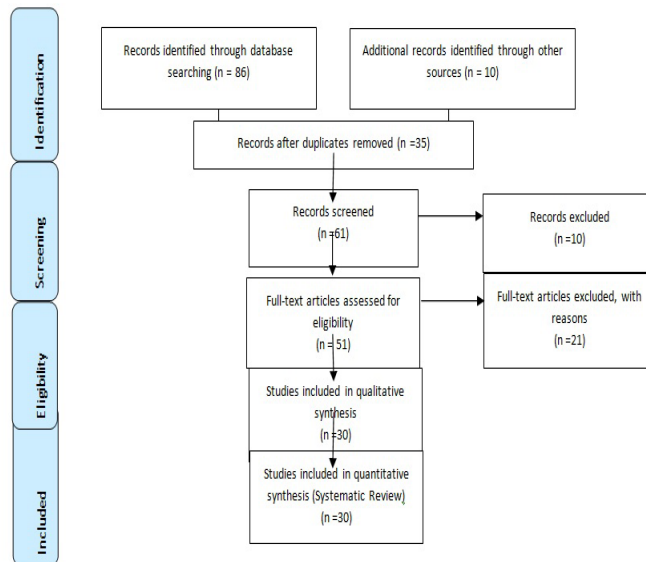 Identification
Records identified through database
searching (n = 86)
Additional records identified through other
sources (n = 10)
Records after duplicates removed (n =35)
Screening
Records screened
(n =61)
Records excluded
(n =10)
Eligibility
Full-text articles assessed for
eligibility
(n = 51)
Full-text articles excluded, with
reasons
(n =21)
Studies included in qualitative
synthesis
(n =30)
Included
Studies included in quantitative
synthesis (Systematic Review)
(n =30)